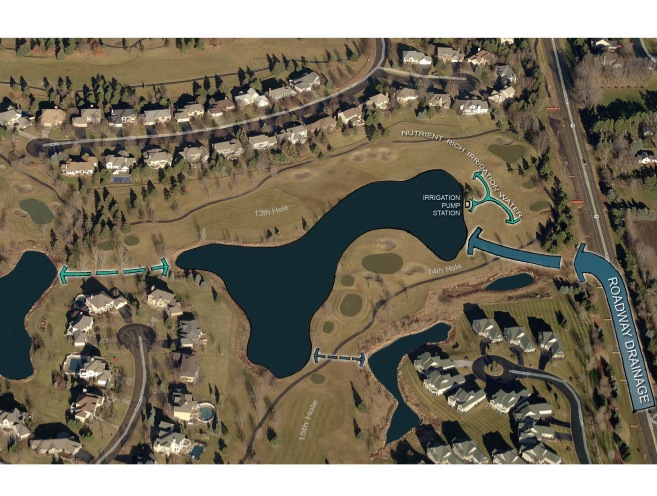 NUTRIENT RICH IRRIGATION WATER
IRRIGATION
PUMP
STATION
13th Hole
14th Hole
ROADWAY DRAINAGE
15th Hole